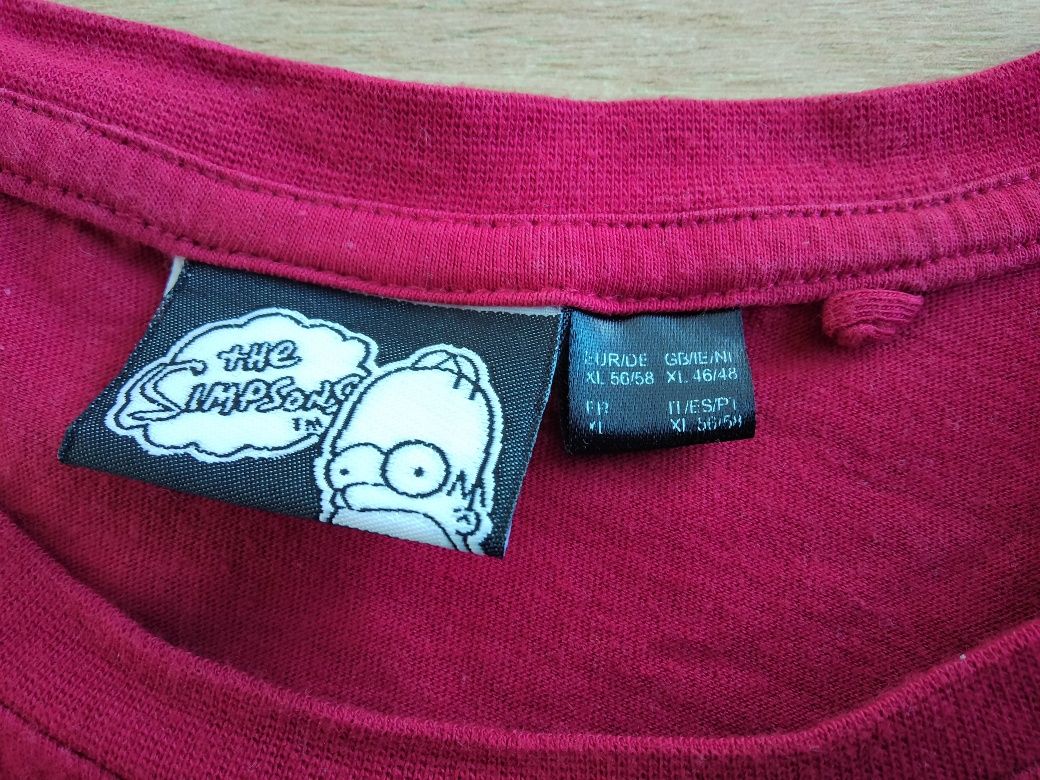 THE
SIMPSONS
TM
EUR/DE GB/IE/NI
XL 56/58 XL 46/48
FR IT/ES/PT
XL XL 56/58